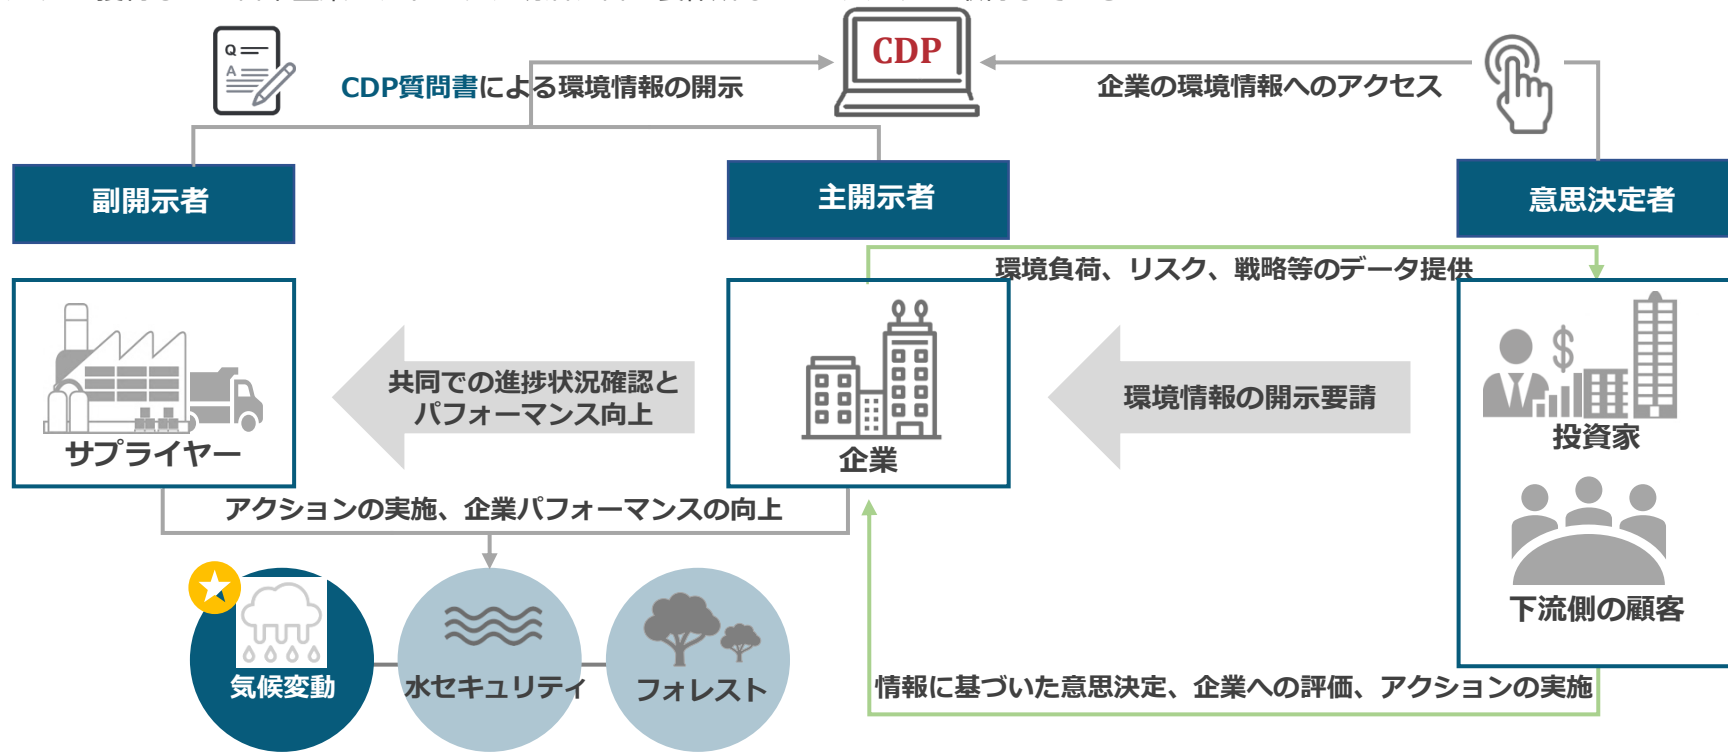 Q
A
CDP
CDP質問書による環境情報の開示
企業の環境情報へのアクセス
副開示者
主開示者
意思決定者
環境負荷、リスク、戦略等のデータ提供
共同での進捗状況確認と
パフォーマンス向上
環境情報の開示要請
$
サプライヤー
企業
投資家
アクションの実施、企業パフォーマンスの向上
下流側の顧客
気候変動
水セキュリティ
フォレスト
情報に基づいた意思決定、企業への評価、アクションの実施